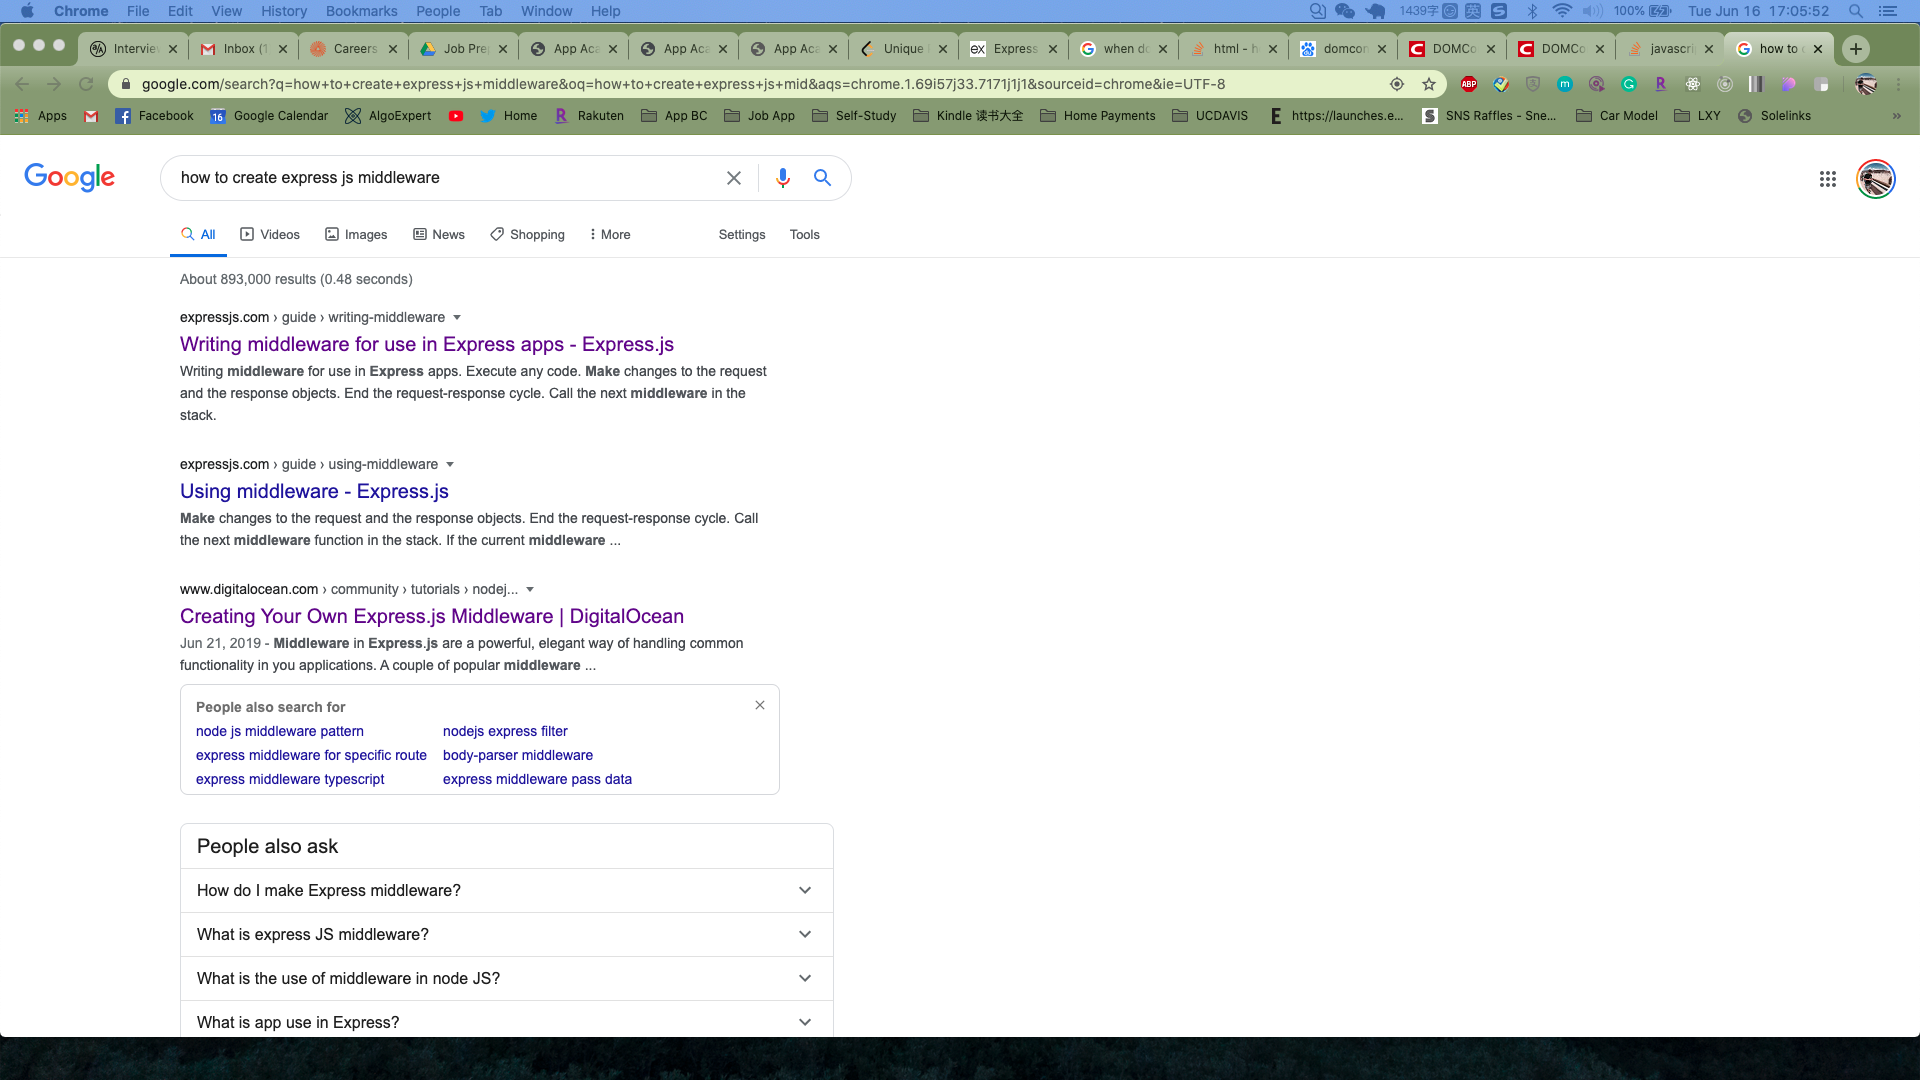 Chrome File Edit View History Bookmarks People Tab Window Help 1439字 英 100% Tue Jun 16 17:05:52
Intervie Inbox (1 Careers Job Pre App Aca App Aca App Aca Unique Express when do html - h domcon DOMCo DOMCo javascri how to
google.com/search?q=how+to+create+express+js+middleware&oq=how+to+create+express+js+mid&aqs=chrome.1.69i57j33.7171j1j1&sourceid=chrome&ie=UTF-8
Apps Facebook Google Calendar AlgoExpert Home Rakuten App BC Job App Self-Study Kindle 读书大全 Home Payments UCDAVIS https://launches.e... SNS Raffles - Sne... Car Model LXY Solelinks »
Google how to create express js middleware
All Videos Images News Shopping More Settings Tools
About 893,000 results (0.48 seconds)
expressjs.com › guide › writing-middleware
Writing middleware for use in Express apps - Express.js
Writing middleware for use in Express apps. Execute any code. Make changes to the request
and the response objects. End the request-response cycle. Call the next middleware in the
stack.
expressjs.com › guide › using-middleware
Using middleware - Express.js
Make changes to the request and the response objects. End the request-response cycle. Call
the next middleware function in the stack. If the current middleware ...
www.digitalocean.com › community › tutorials › nodej...
Creating Your Own Express.js Middleware | DigitalOcean
Jun 21, 2019 - Middleware in Express.js are a powerful, elegant way of handling common
functionality in you applications. A couple of popular middleware ...
People also search for
node js middleware pattern nodejs express filter
express middleware for specific route body-parser middleware
express middleware typescript express middleware pass data
People also ask
How do I make Express middleware?
What is express JS middleware?
What is the use of middleware in node JS?
What is app use in Express?